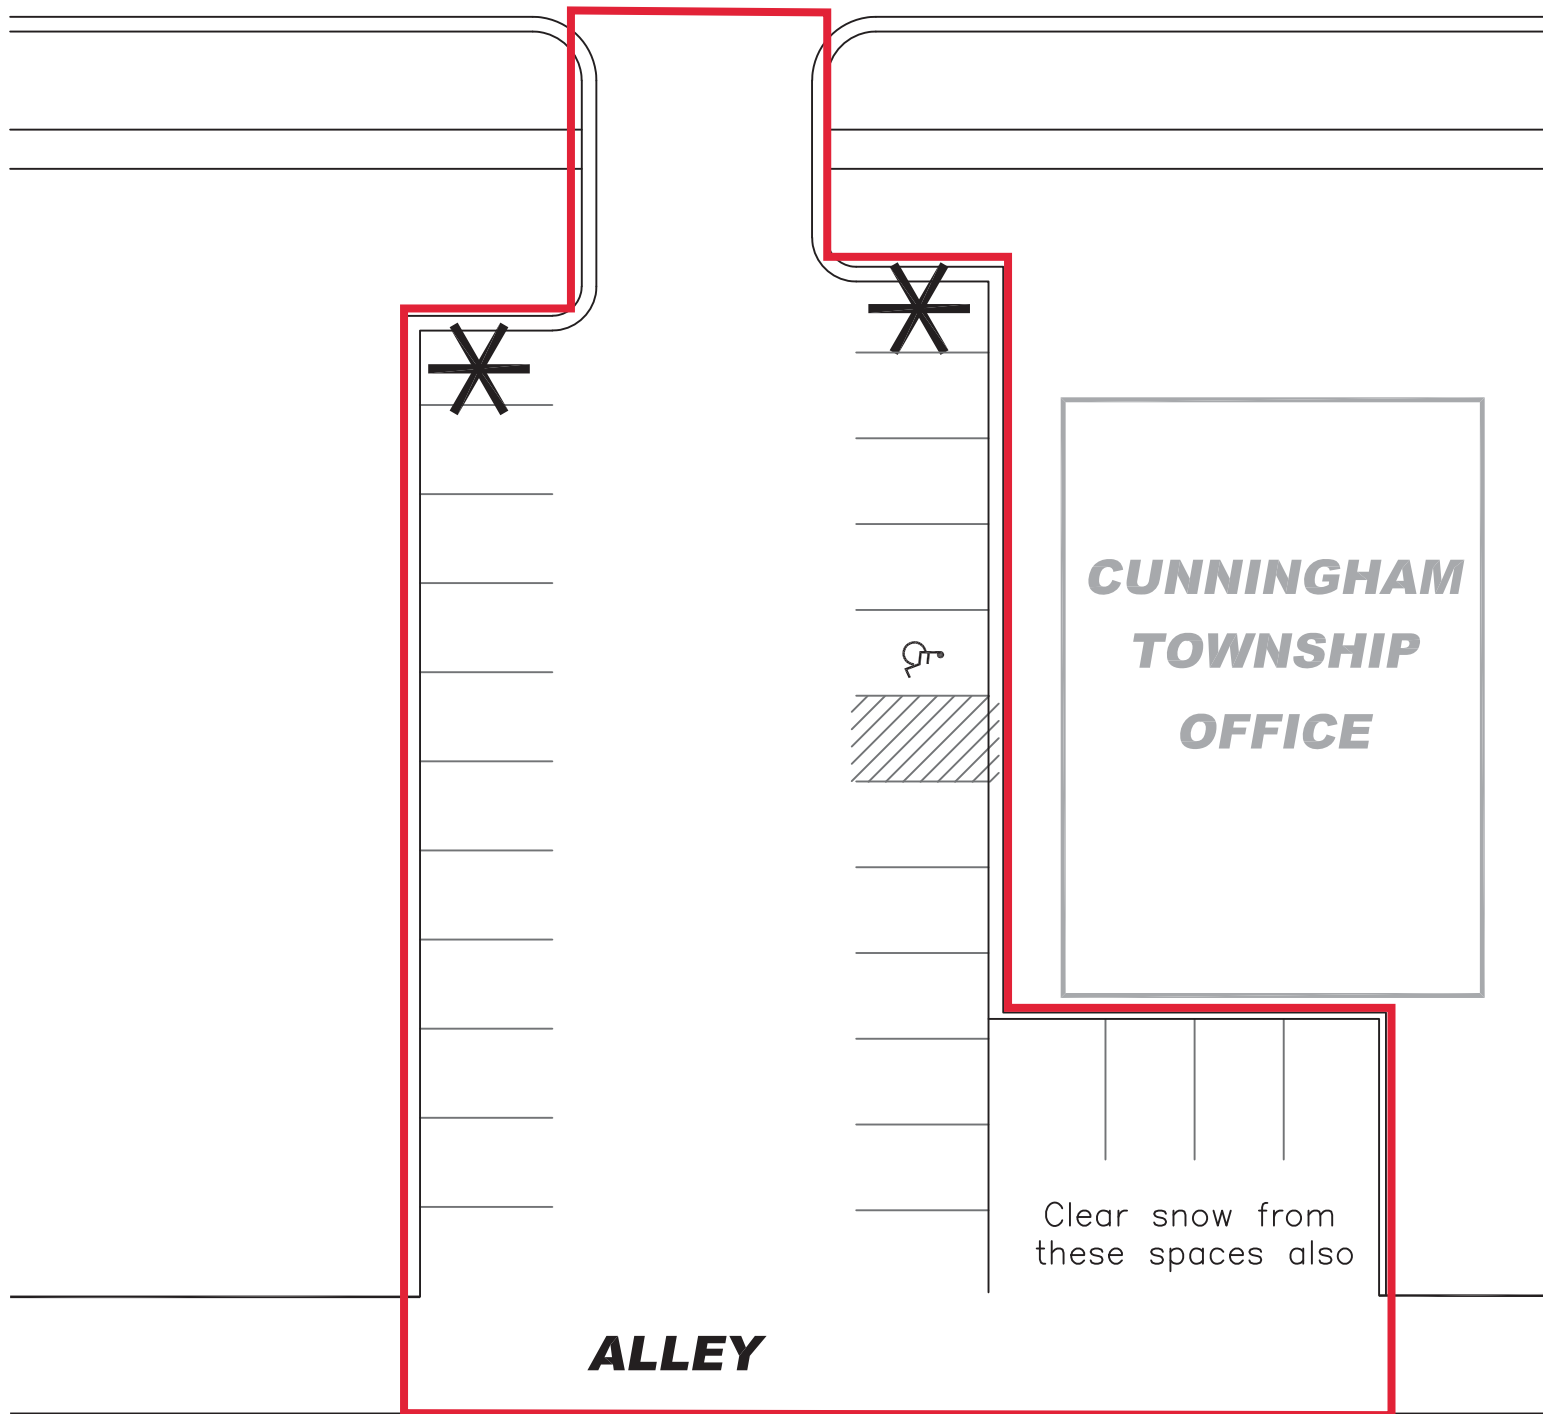 CUNNINGHAM
TOWNSHIP
OFFICE
Clear snow from
these spaces also
ALLEY